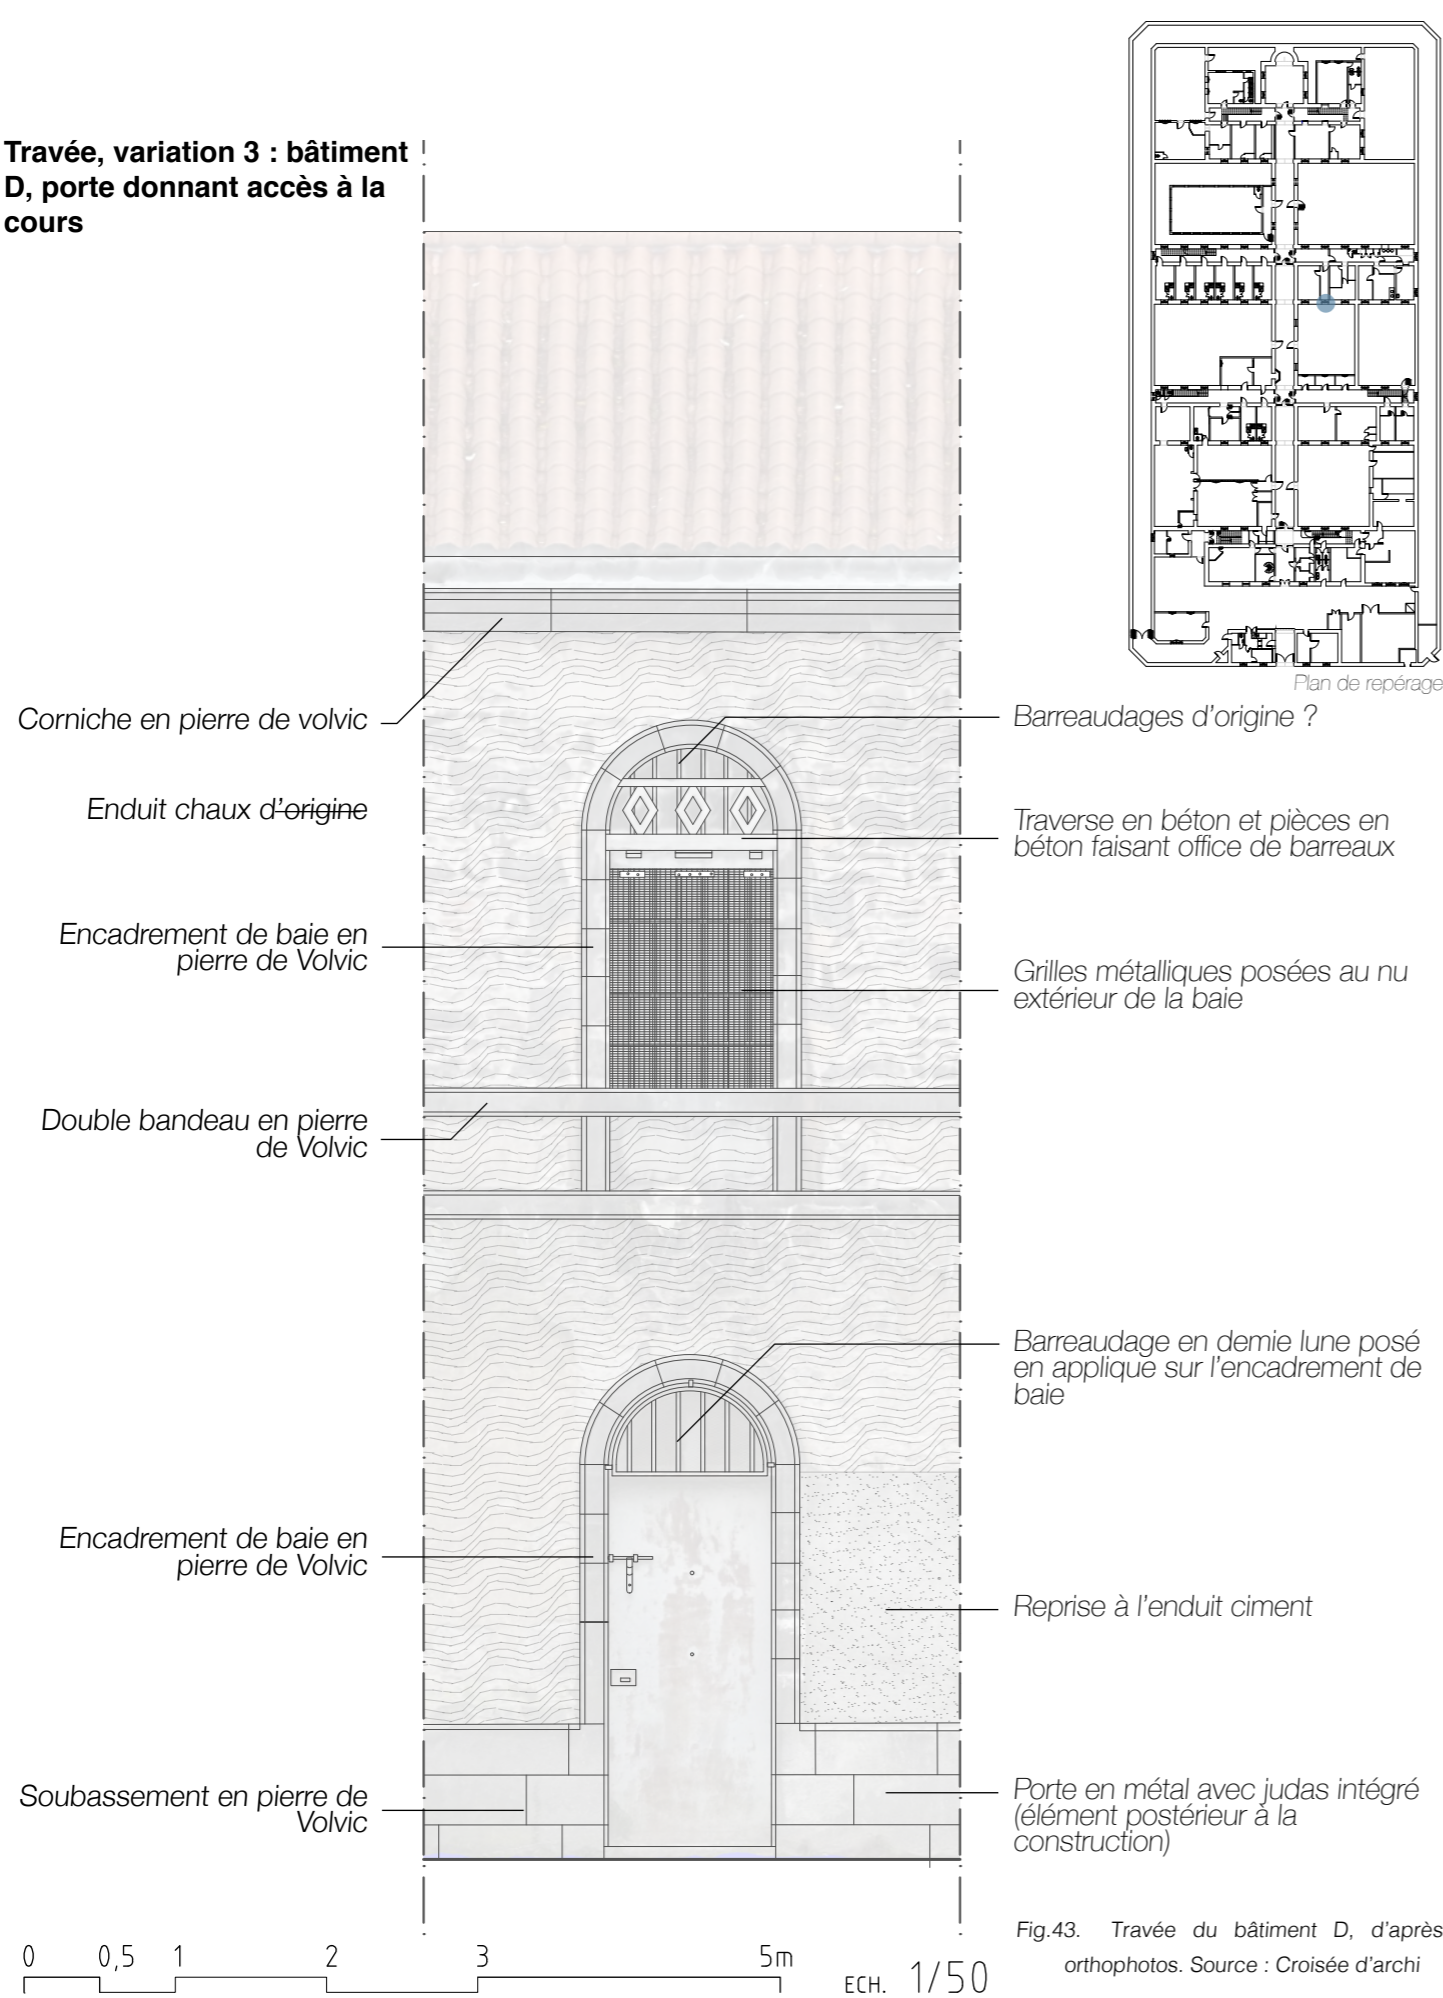 Travée, variation 3 : bâtiment
D, porte donnant accès à la
cours
Plan de repérage
Corniche en pierre de volvic
Enduit chaux d'origine
Encadrement de baie en
pierre de Volvic
Double bandeau en pierre
de Volvic
Encadrement de baie en
pierre de Volvic
Soubassement en pierre de
Volvic
Barreaudages d'origine ?
Traverse en béton et pièces en
béton faisant office de barreaux
Grilles métalliques posées au nu
extérieur de la baie
Barreaudage en demie lune posé
en applique sur l'encadrement de
baie
Reprise à l'enduit ciment
Porte en métal avec judas intégré
(élément postérieur à la
construction)
Fig.43. Travée du bâtiment D, d'après
orthophotos. Source : Croisée d'archi
0 0,5 1 2 3 5m
ECH. 1/50